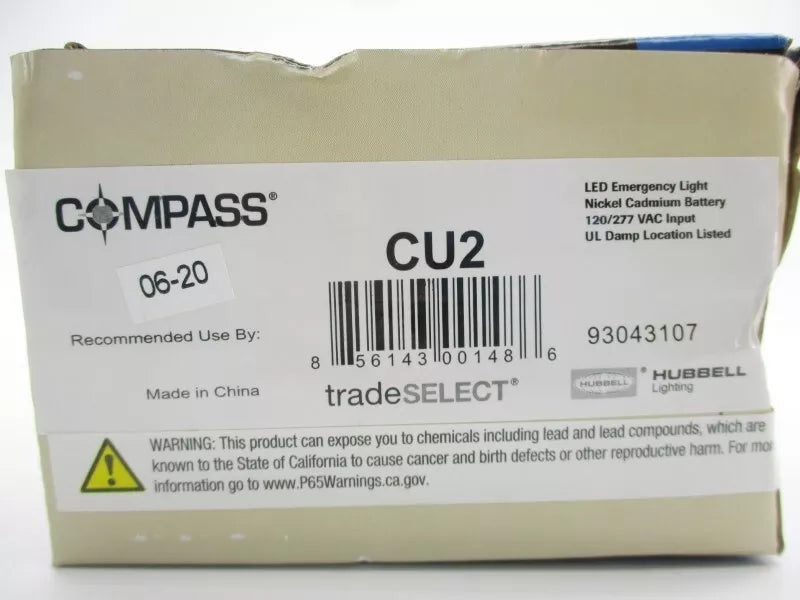 COMPASS®
LED Emergency Light
Nickel Cadmium Battery
120/277 VAC Input
UL Damp Location Listed
CU2
06-20
Recommended Use By:
8 56143 00148 6
93043107
Made in China
tradeSELECT®
HUBBELL ® HUBBELL
Lighting
WARNING: This product can expose you to chemicals including lead and lead compounds, which are
known to the State of California to cause cancer and birth defects or other reproductive harm. For mo
information go to www.P65Warnings.ca.gov.